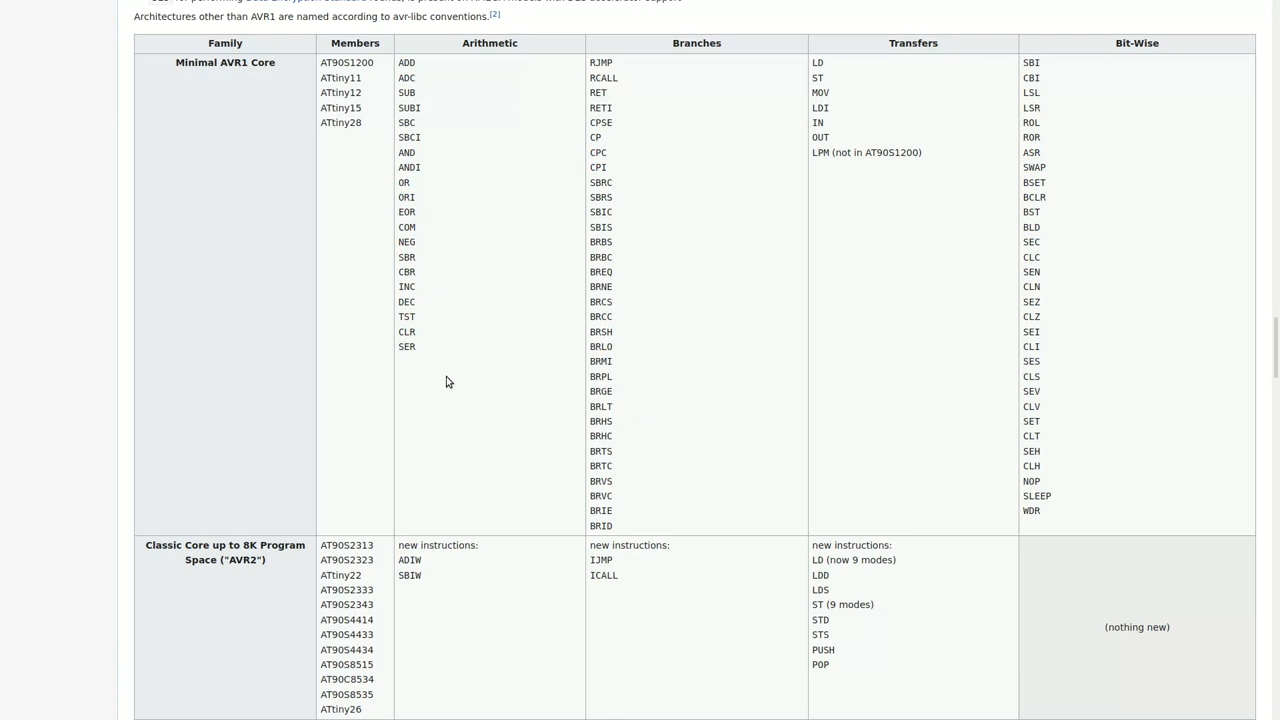 Architectures other than AVR1 are named according to avr-libc conventions.[2]
Family Members Arithmetic Branches Transfers Bit-Wise
Minimal AVR1 Core
AT90S1200
ATtiny11
ATtiny12
ATtiny15
ATtiny28
ADD
ADC
SUB
SUBI
SBC
SBCI
AND
ANDI
OR
ORI
EOR
COM
NEG
SBR
CBR
INC
DEC
TST
CLR
SER
RJMP
RCALL
RET
RETI
CPSE
CP
CPC
CPI
SBRC
SBRS
SBIC
SBIS
BRBS
BRBC
BREQ
BRNE
BRCS
BRCC
BRSH
BRLO
BRMI
BRPL
BRGE
BRLT
BRHS
BRHC
BRTS
BRTC
BRVS
BRVC
BRIE
BRID
LD
ST
MOV
LDI
IN
OUT
LPM (not in AT90S1200)
SBI
CBI
LSL
LSR
ROL
ROR
ASR
SWAP
BSET
BCLR
BST
BLD
SEC
CLC
SEN
CLN
SEZ
CLZ
SEI
CLI
SES
CLS
SEV
CLV
SET
CLT
SEH
CLH
NOP
SLEEP
WDR
Classic Core up to 8K Program
Space ("AVR2")
AT90S2313
AT90S2323
ATtiny22
AT90S2333
AT90S2343
AT90S4414
AT90S4433
AT90S4434
AT90S8515
AT90C8534
AT90S8535
ATtiny26
new instructions:
ADIW
SBIW
new instructions:
IJMP
ICALL
new instructions:
LD (now 9 modes)
LDD
LDS
ST (9 modes)
STD
STS
PUSH
POP
(nothing new)